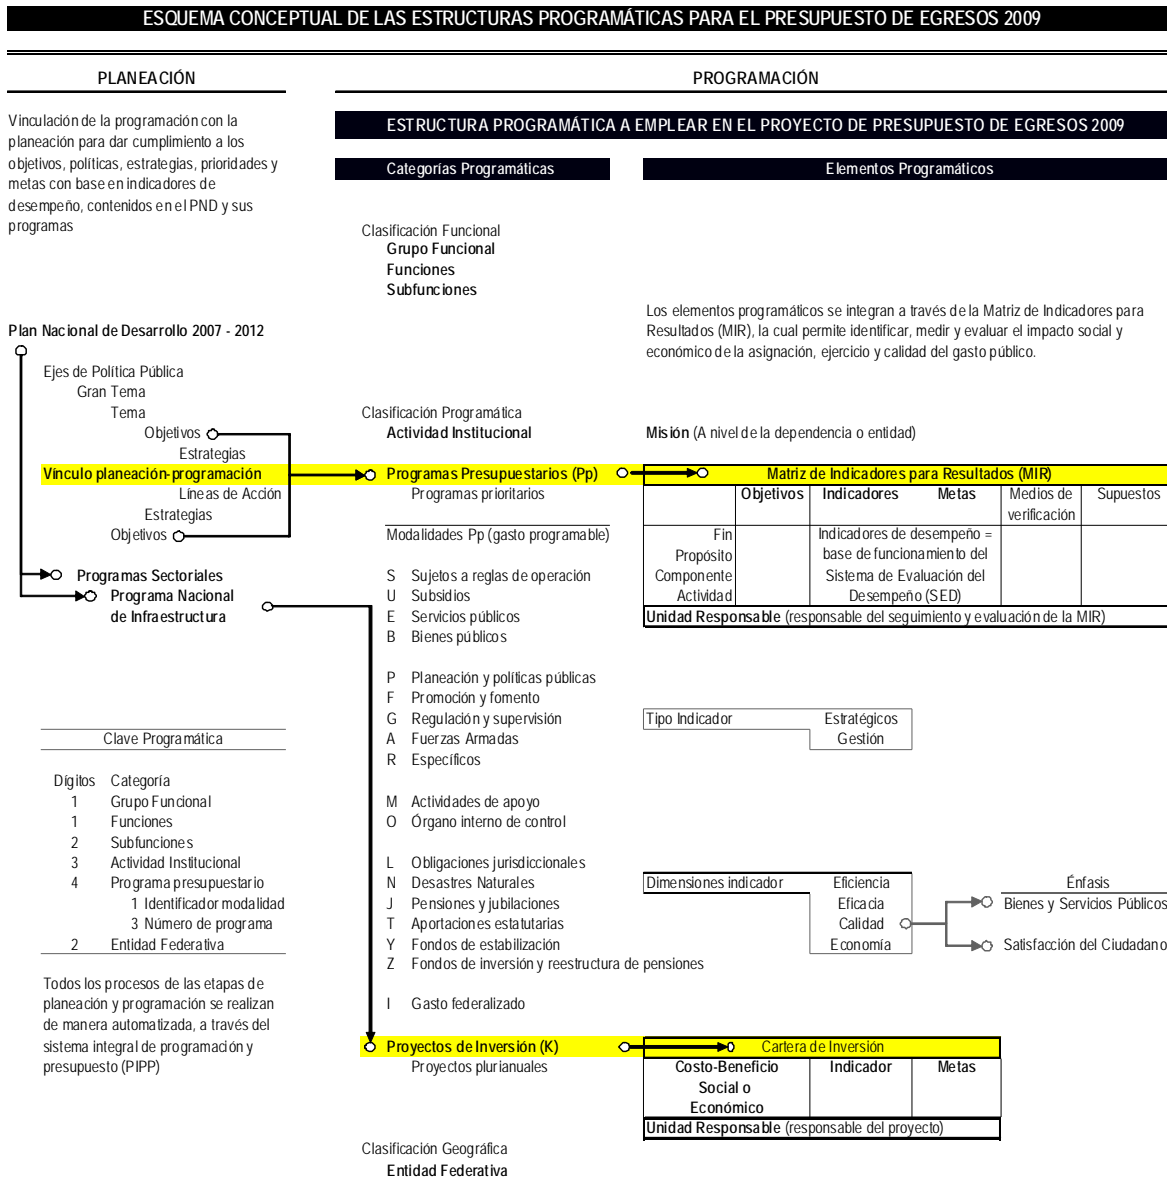 ESQUEMA CONCEPTUAL DE LAS ESTRUCTURAS PROGRAMÁTICAS PARA EL PRESUPUESTO DE EGRESOS 2009
PLANEACIÓN
Vinculación de la programación con la
planeación para dar cumplimiento a los
objetivos, políticas, estrategias, prioridades y
metas con base en indicadores de
desempeño, contenidos en el PND y sus
programas
Plan Nacional de Desarrollo 2007 - 2012
Ejes de Política Pública
Gran Tema
Tema
Objetivos
Estrategias
Vínculo planeación-programación
Líneas de Acción
Estrategias
Objetivos
Programas Sectoriales
Programa Nacional
de Infraestructura
Clave Programática
Dígitos Categoría
1 Grupo Funcional
1 Funciones
2 Subfunciones
3 Actividad Institucional
4 Programa presupuestario
1 Identificador modalidad
3 Número de programa
2 Entidad Federativa
Todos los procesos de las etapas de
planeación y programación se realizan
de manera automatizada, a través del
sistema integral de programación y
presupuesto (PIPP)
PROGRAMACIÓN
ESTRUCTURA PROGRAMÁTICA A EMPLEAR EN EL PROYECTO DE PRESUPUESTO DE EGRESOS 2009
Categorías Programáticas
Clasificación Funcional
Grupo Funcional
Funciones
Subfunciones
Clasificación Programática
Actividad Institucional
Programas Presupuestarios (Pp)
Programas prioritarios
Modalidades Pp (gasto programable)
S Sujetos a reglas de operación
U Subsidios
E Servicios públicos
B Bienes públicos
P Planeación y políticas públicas
F Promoción y fomento
G Regulación y supervisión
A Fuerzas Armadas
R Específicos
M Actividades de apoyo
O Órgano interno de control
L Obligaciones jurisdiccionales
N Desastres Naturales
J Pensiones y jubilaciones
T Aportaciones estatutarias
Y Fondos de estabilización
Z Fondos de inversión y reestructura de pensiones
I Gasto federalizado
Proyectos de Inversión (K)
Proyectos plurianuales
Clasificación Geográfica
Entidad Federativa
Elementos Programáticos
Los elementos programáticos se integran a través de la Matriz de Indicadores para
Resultados (MIR), la cual permite identificar, medir y evaluar el impacto social y
económico de la asignación, ejercicio y calidad del gasto público.
Misión (A nivel de la dependencia o entidad)
Matriz de Indicadores para Resultados (MIR)
Objetivos Indicadores Metas Medios de Supuestos
verificación
Fin Indicadores de desempeño =
Propósito base de funcionamiento del
Componente Sistema de Evaluación del
Actividad Desempeño (SED)
Unidad Responsable (responsable del seguimiento y evaluación de la MIR)
Tipo Indicador Estratégicos
Gestión
Dimensiones indicador Eficiencia Énfasis
Eficacia Bienes y Servicios Públicos
Calidad
Economía Satisfacción del Ciudadano
Cartera de Inversión
Costo-Beneficio Indicador Metas
Social o
Económico
Unidad Responsable (responsable del proyecto)